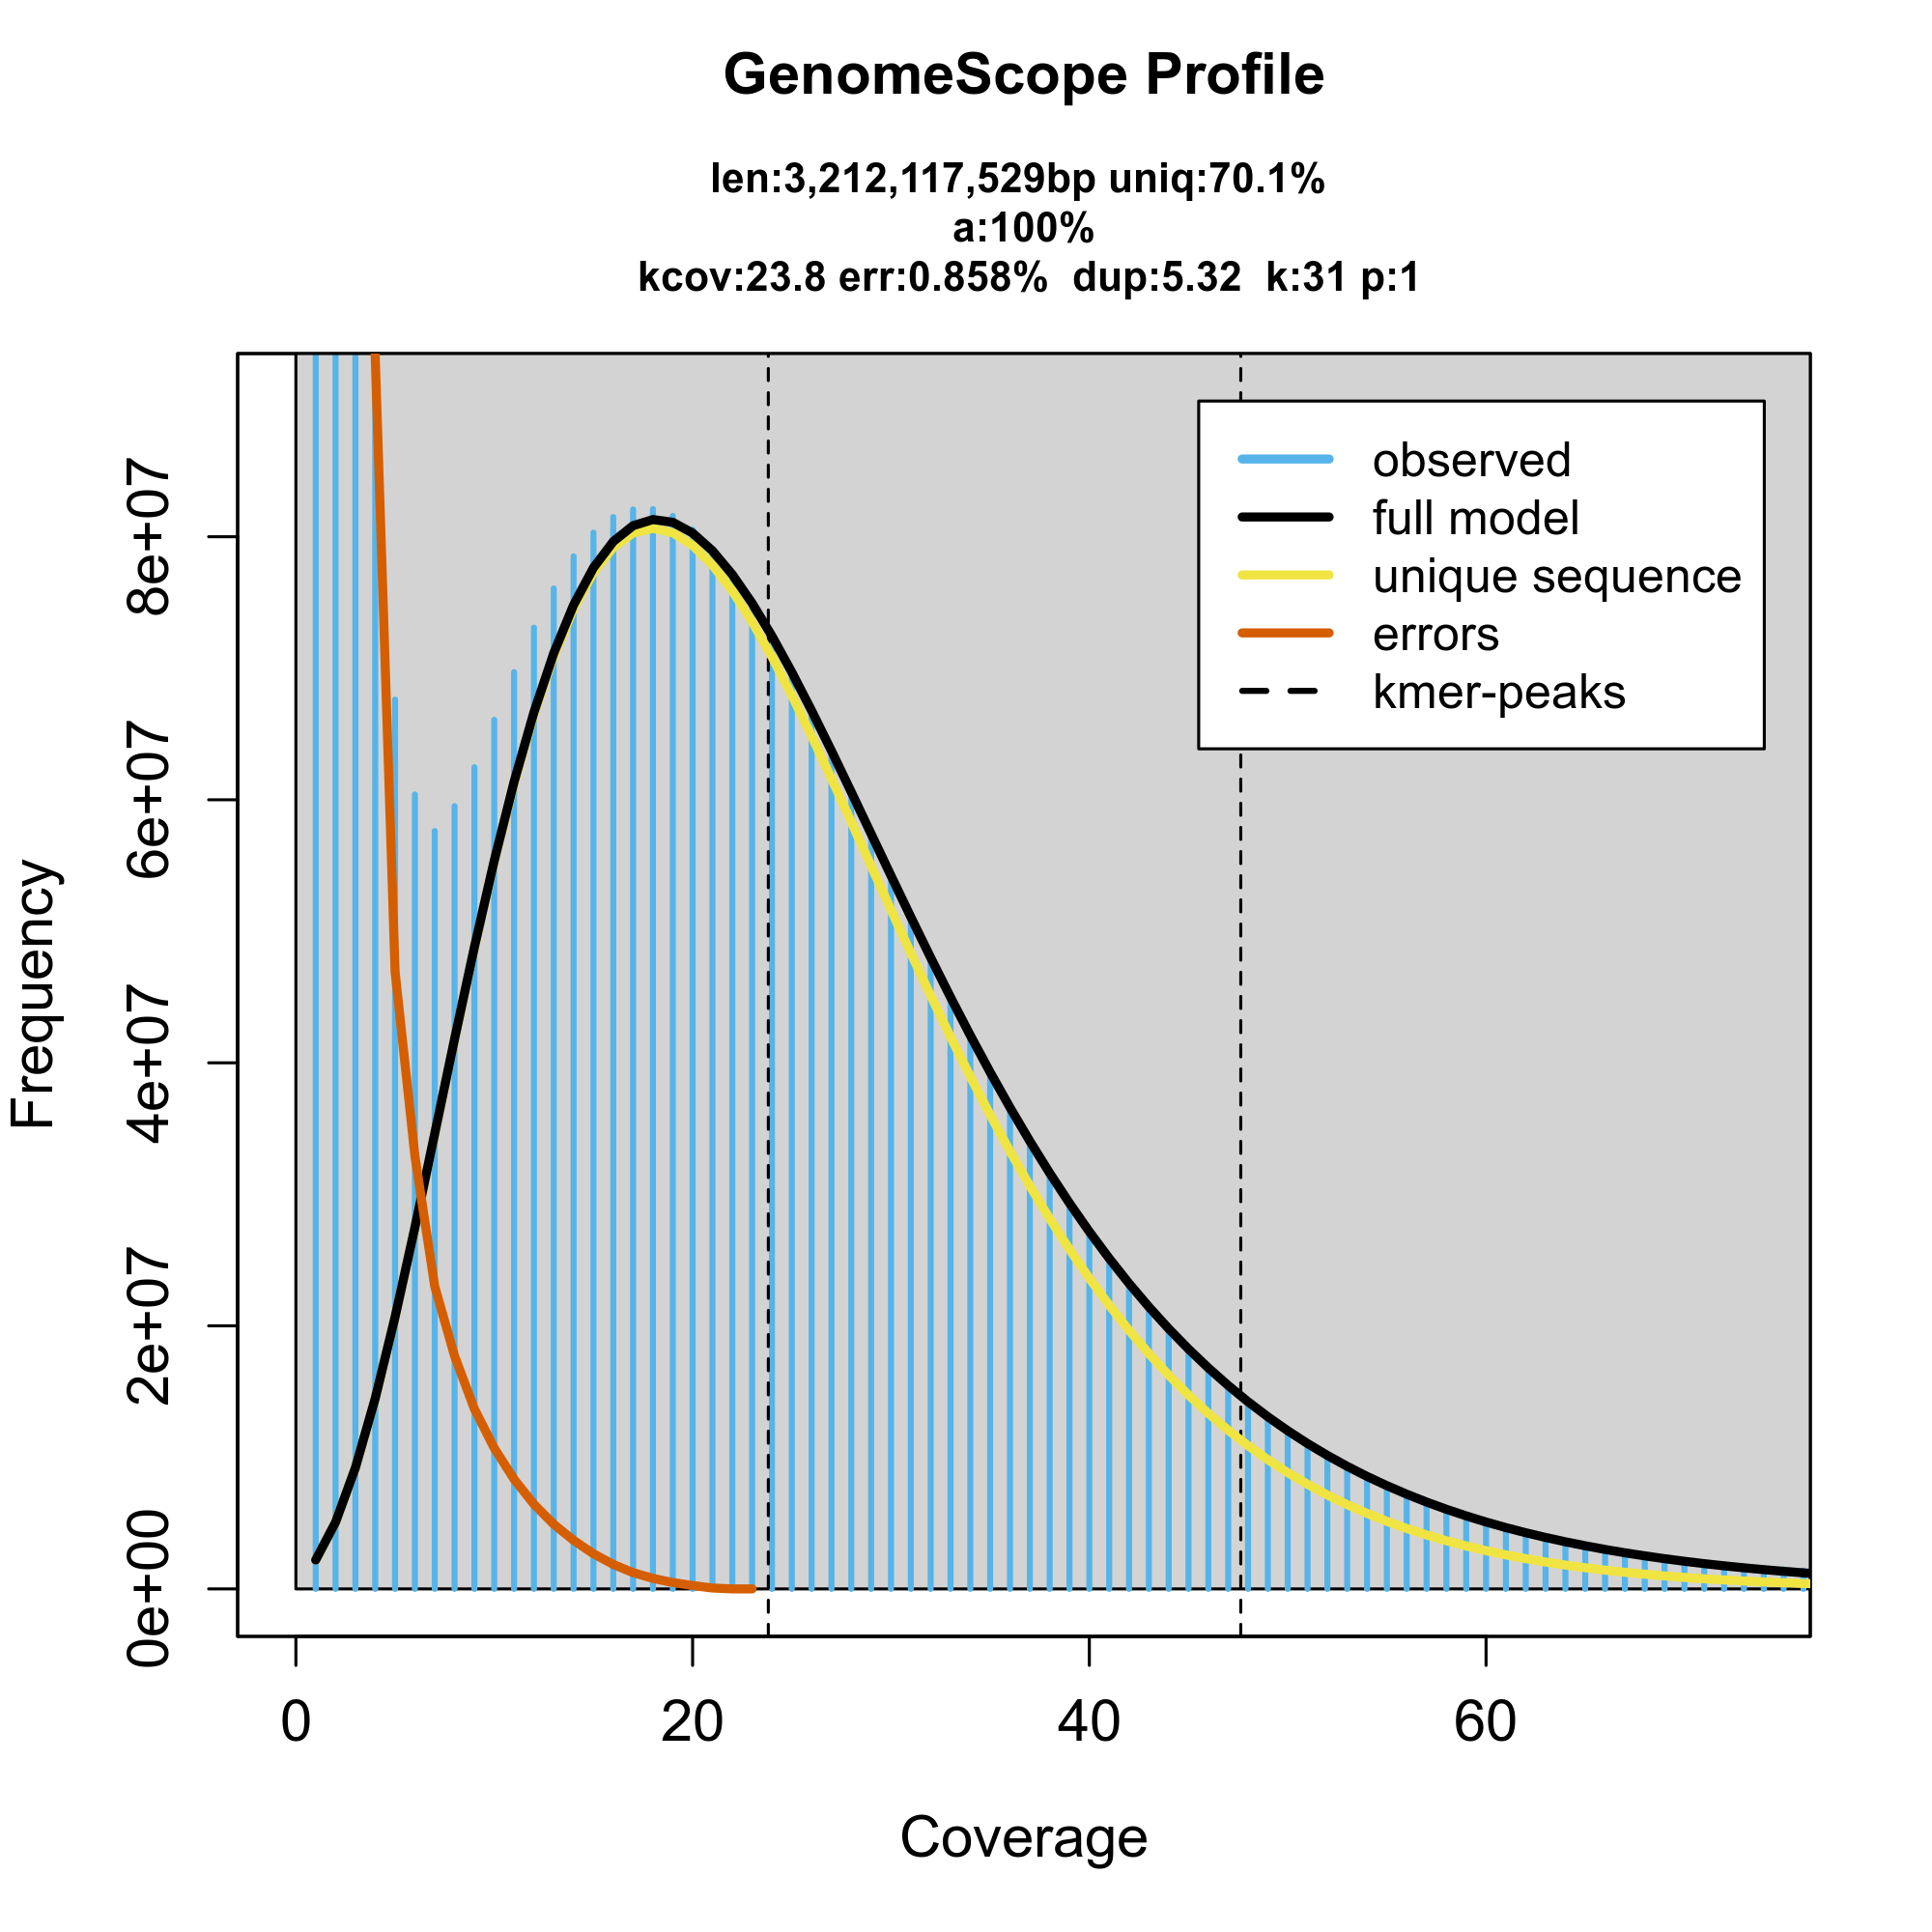 GenomeScope Profile
len:3,212,117,529bp uniq:70.1%
a:100%
kcov:23.8 err:0.858%  dup:5.32  k:31 p:1
observed
full model
unique sequence
errors
kmer-peaks
Frequency
8e+07
6e+07
4e+07
2e+07
0e+00
0
20
40
60
Coverage